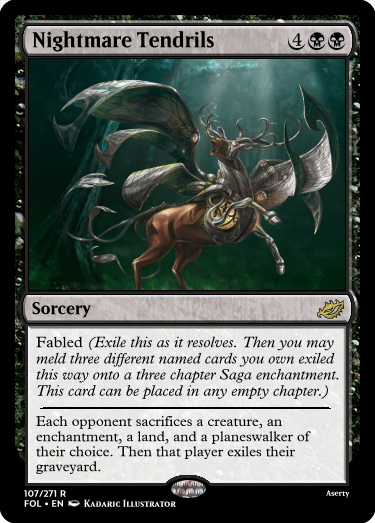 Nightmare Tendrils 4
Sorcery
Fabled (Exile this as it resolves. Then you may
meld three different named cards you own exiled
this way onto a three chapter Saga enchantment.
This card can be placed in any empty chapter.)
Each opponent sacrifices a creature, an
enchantment, a land, and a planeswalker of
their choice. Then that player exiles their
graveyard.
107/271 R
Aserty
FOL • EN Kadaric Illustrator